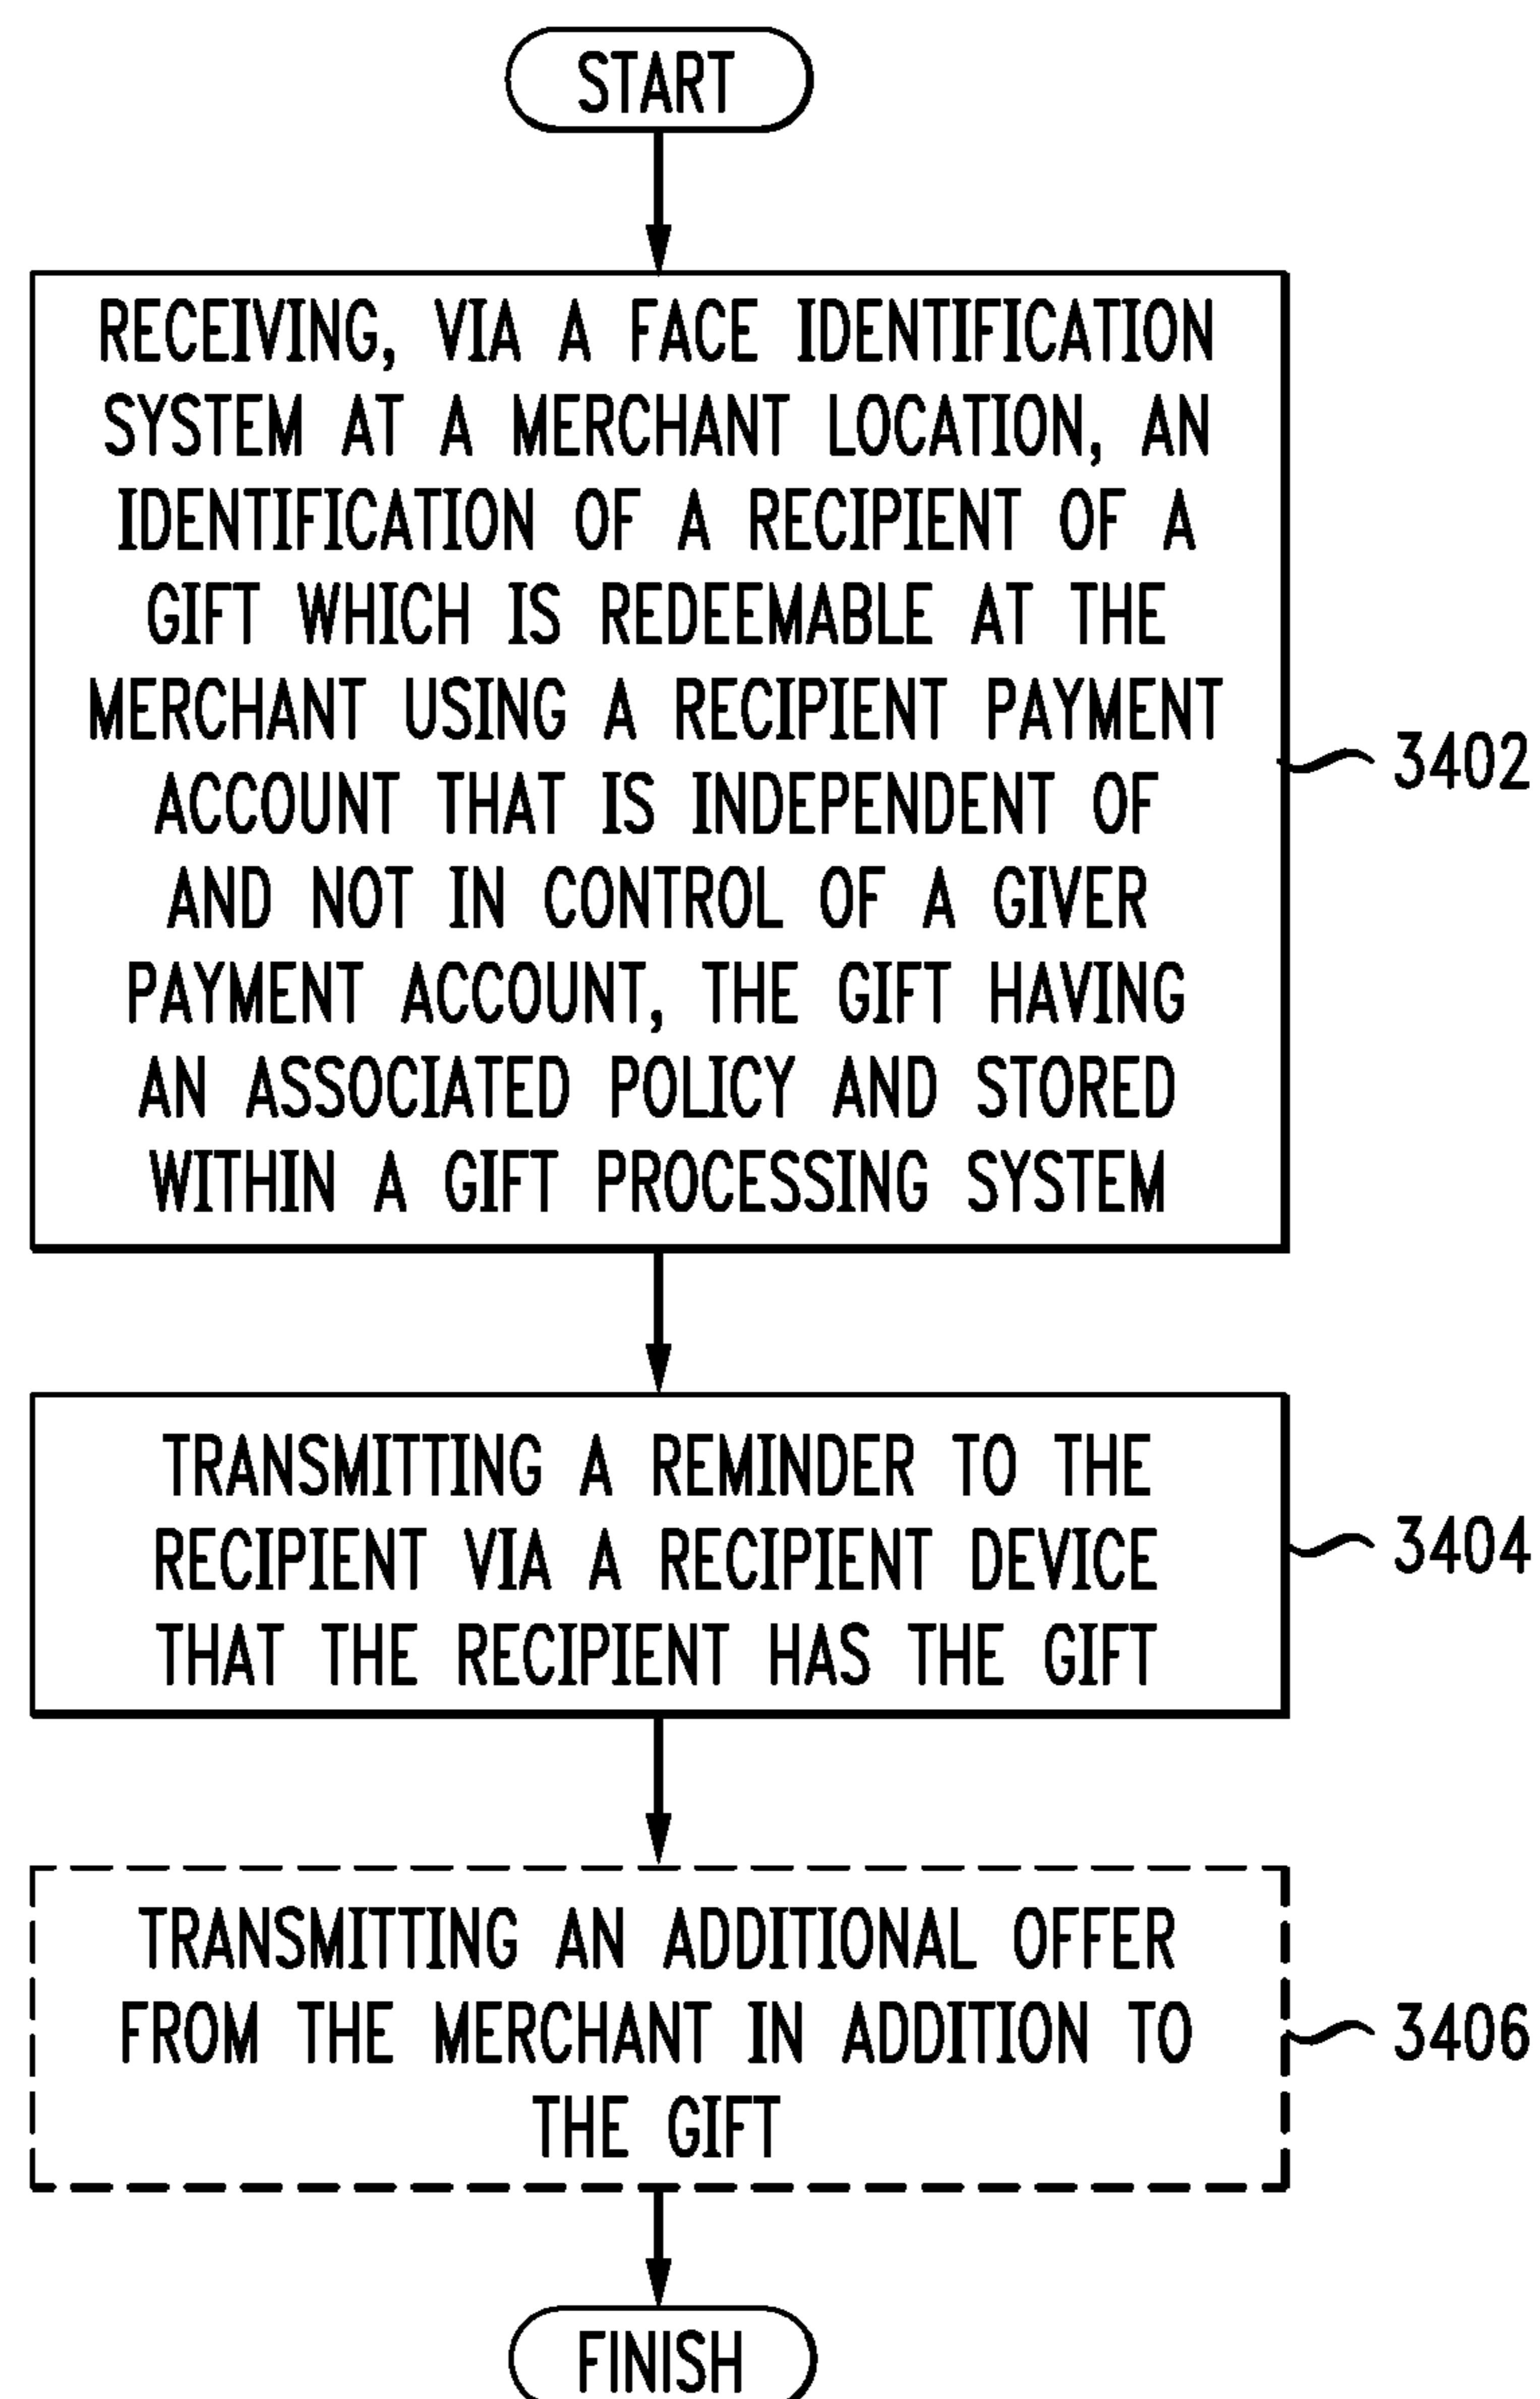 START
RECEIVING, VIA A FACE IDENTIFICATION
SYSTEM AT A MERCHANT LOCATION, AN
IDENTIFICATION OF A RECIPIENT OF A
GIFT WHICH IS REDEEMABLE AT THE
MERCHANT USING A RECIPIENT PAYMENT
ACCOUNT THAT IS INDEPENDENT OF
AND NOT IN CONTROL OF A GIVER
PAYMENT ACCOUNT, THE GIFT HAVING
AN ASSOCIATED POLICY AND STORED
WITHIN A GIFT PROCESSING SYSTEM
3402
TRANSMITTING A REMINDER TO THE
RECIPIENT VIA A RECIPIENT DEVICE
THAT THE RECIPIENT HAS THE GIFT
3404
TRANSMITTING AN ADDITIONAL OFFER
FROM THE MERCHANT IN ADDITION TO
THE GIFT
3406
FINISH